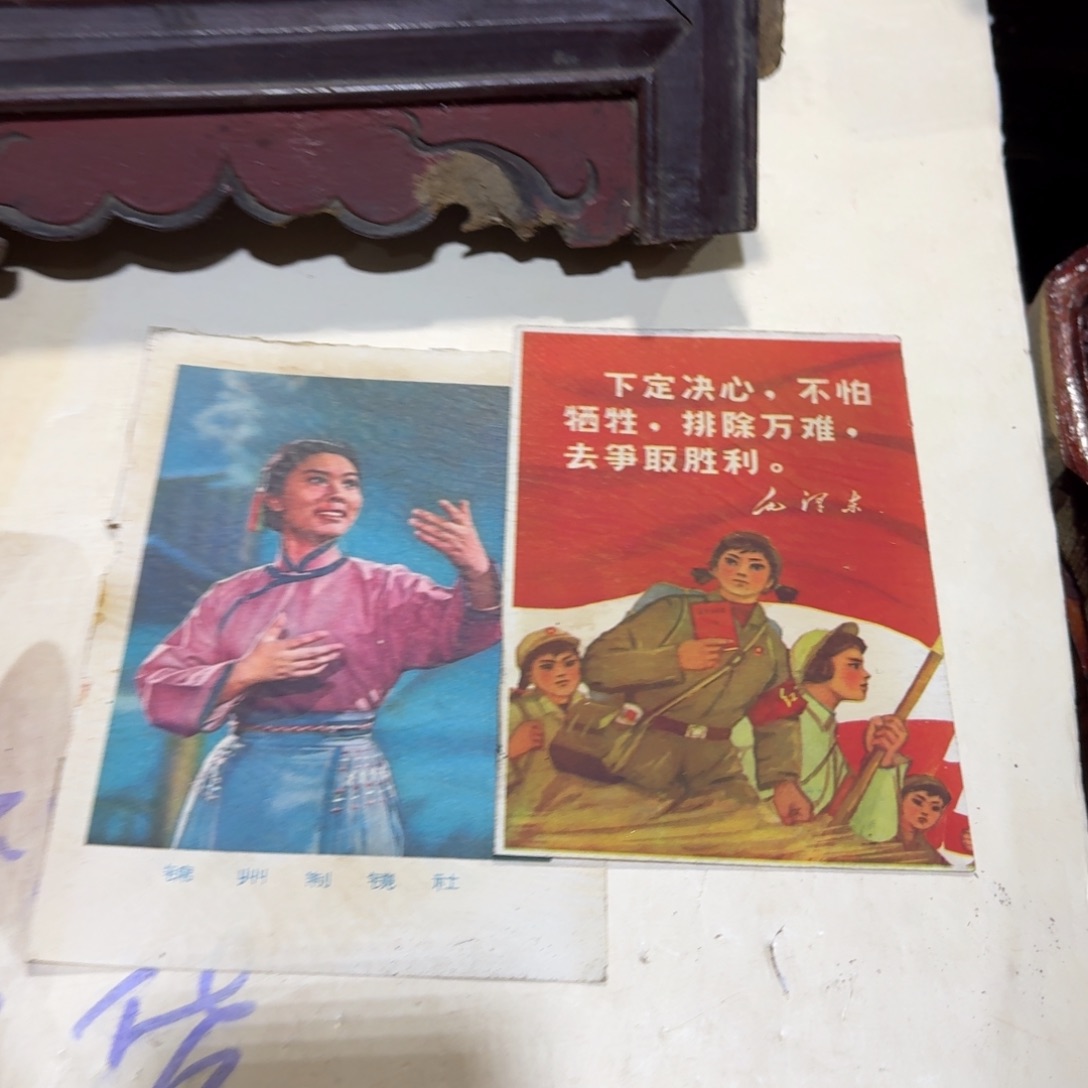 下定决心，不怕
牺牲，排除万难，
去争取胜利。
毛泽东
红
锦州制镜社